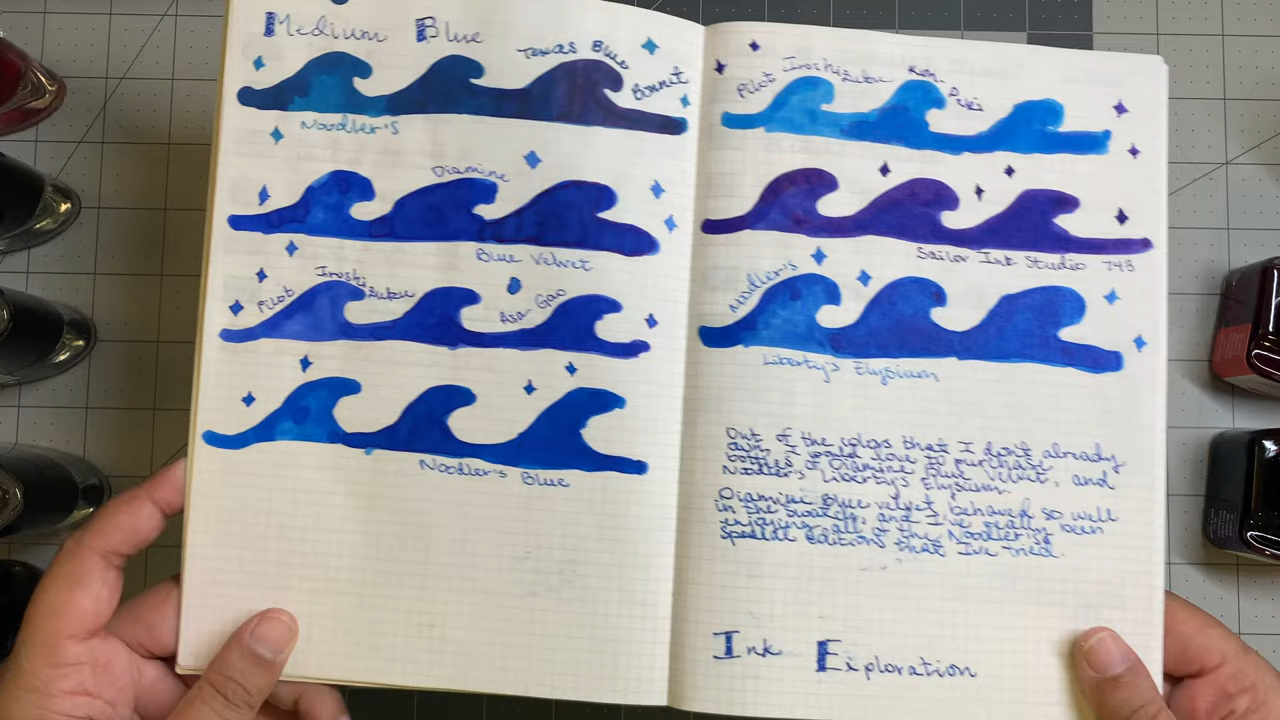 Medium Blue
Texas Blue
Bonnet
Noodler's
Diamine
Blue Velvet
Pilot Iroshizuku
Asa Gao
Noodler's Blue
Pilot Iroshizuku Kon-
Peki
Sailor Ink Studio 743
Noodler's
Liberty's Elysium
Out of the colors that I don't already
own, I would love to purchase
bottles of Diamine Blue Velvet, and
Noodler's Liberty's Elysium.
Diamine Blue velvet behaved so well
in the swatch, and I've really been
enjoying all of the Noodler's
special editions that I've tried.
Ink Exploration